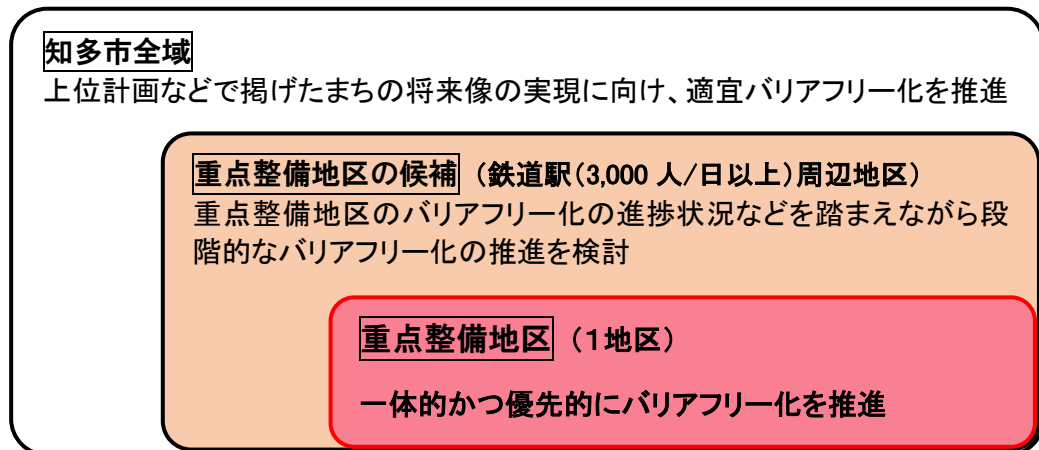 知多市全域
上位計画などで掲げたまちの将来像の実現に向け、適宜バリアフリー化を推進
重点整備地区の候補（鉄道駅（3,000 人/日以上）周辺地区）
重点整備地区のバリアフリー化の進捗状況などを踏まえながら段
階的なバリアフリー化の推進を検討
重点整備地区（１地区）
一体的かつ優先的にバリアフリー化を推進